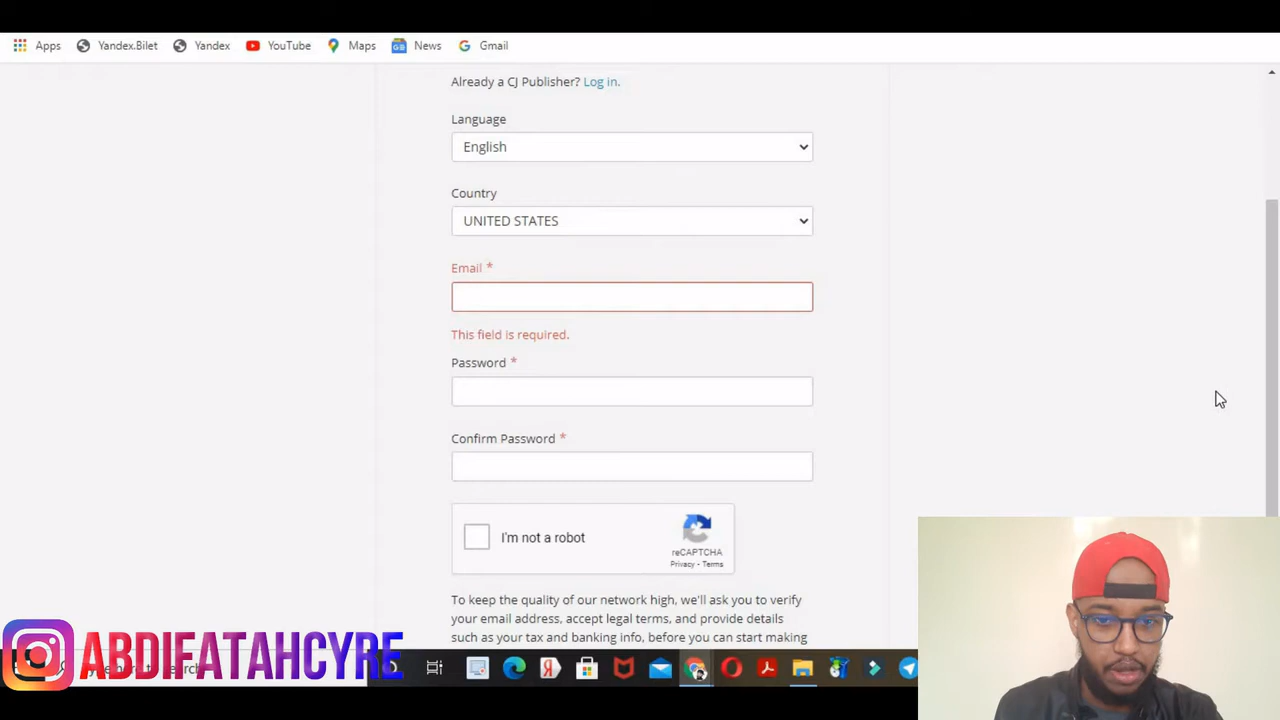 Apps Yandex.Bilet Yandex YouTube Maps News Gmail
Already a CJ Publisher? Log in.
Language
English
Country
UNITED STATES
Email *
This field is required.
Password *
Confirm Password *
I'm not a robot
reCAPTCHA
Privacy - Terms
To keep the quality of our network high, we'll ask you to verify
your email address, accept legal terms, and provide details
such as your tax and banking info, before you can start making
ABDIFATAHCYRE